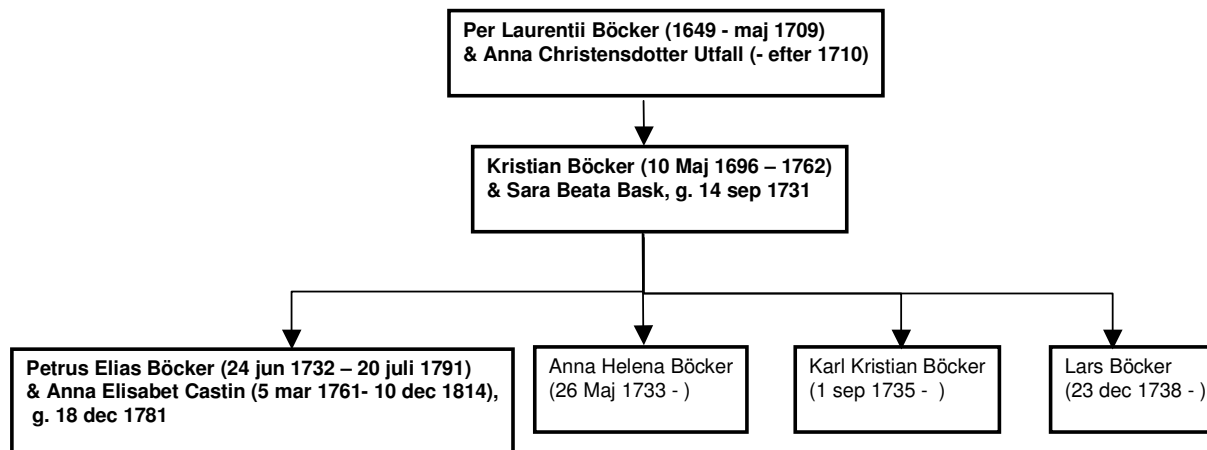 Per Laurentii Böcker (1649 - maj 1709)
& Anna Christensdotter Utfall (- efter 1710)
Kristian Böcker (10 Maj 1696 – 1762)
& Sara Beata Bask, g. 14 sep 1731
Petrus Elias Böcker (24 jun 1732 – 20 juli 1791)
& Anna Elisabet Castin (5 mar 1761- 10 dec 1814),
g. 18 dec 1781
Anna Helena Böcker
(26 Maj 1733 - )
Karl Kristian Böcker
(1 sep 1735 - )
Lars Böcker
(23 dec 1738 - )